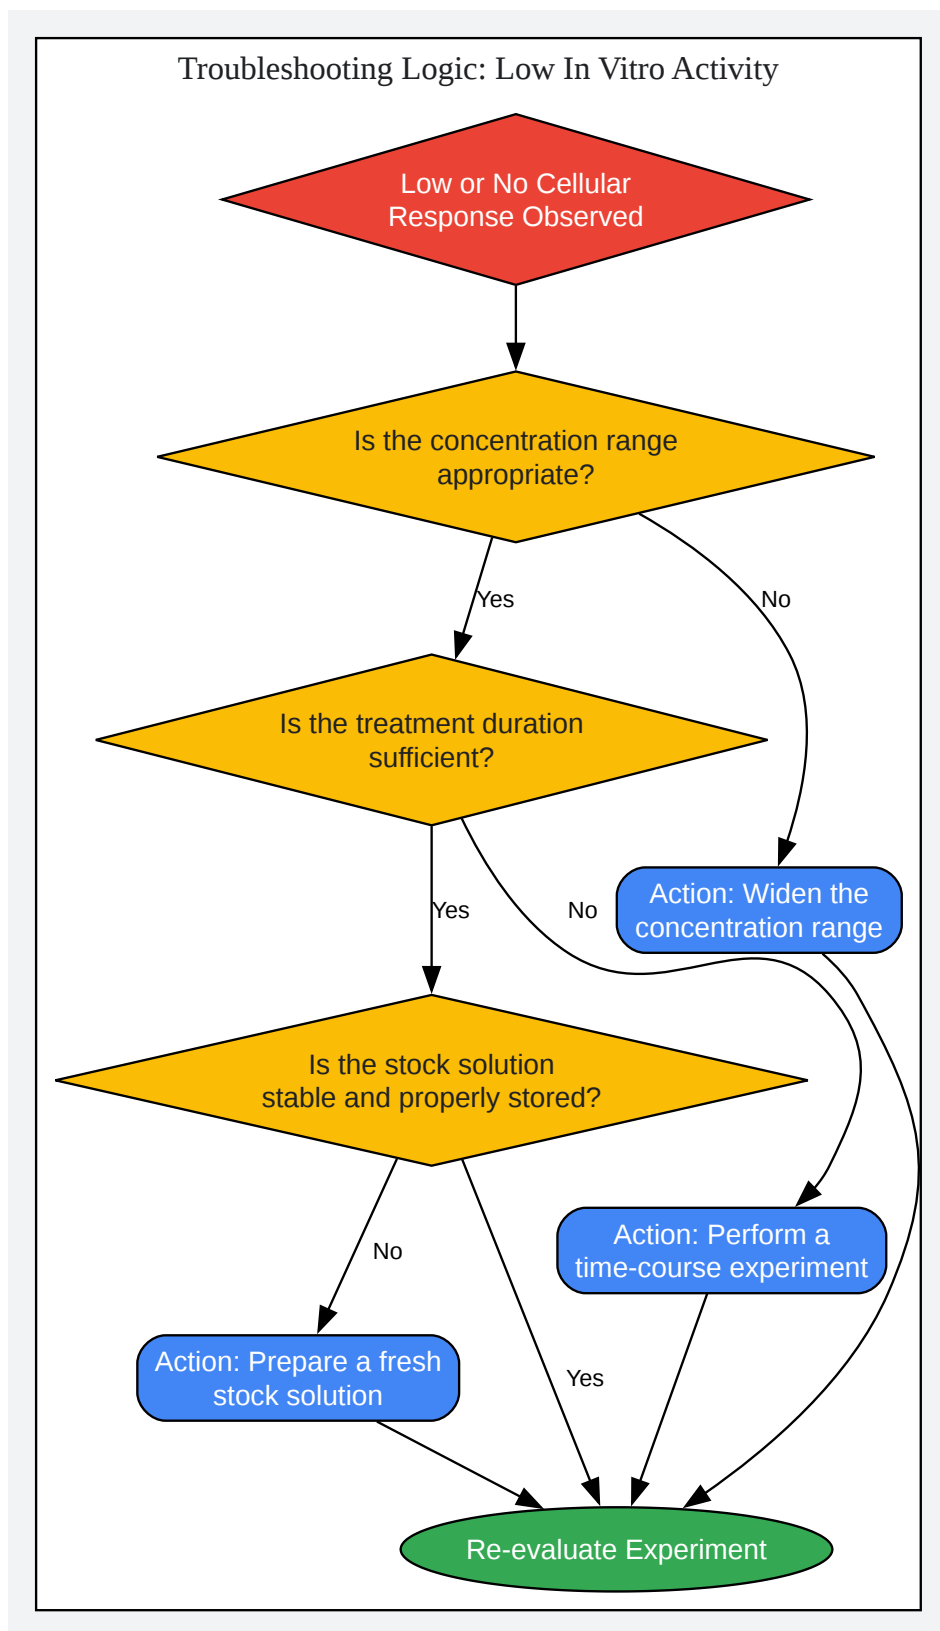 Troubleshooting Logic: Low In Vitro Activity
Low or No Cellular
Response Observed
Is the concentration range
appropriate?
Yes
No
Is the treatment duration
sufficient?
Yes
No
Action: Widen the
concentration range
Is the stock solution
stable and properly stored?
No
Action: Perform a
time-course experiment
Action: Prepare a fresh
stock solution
Yes
Re-evaluate Experiment